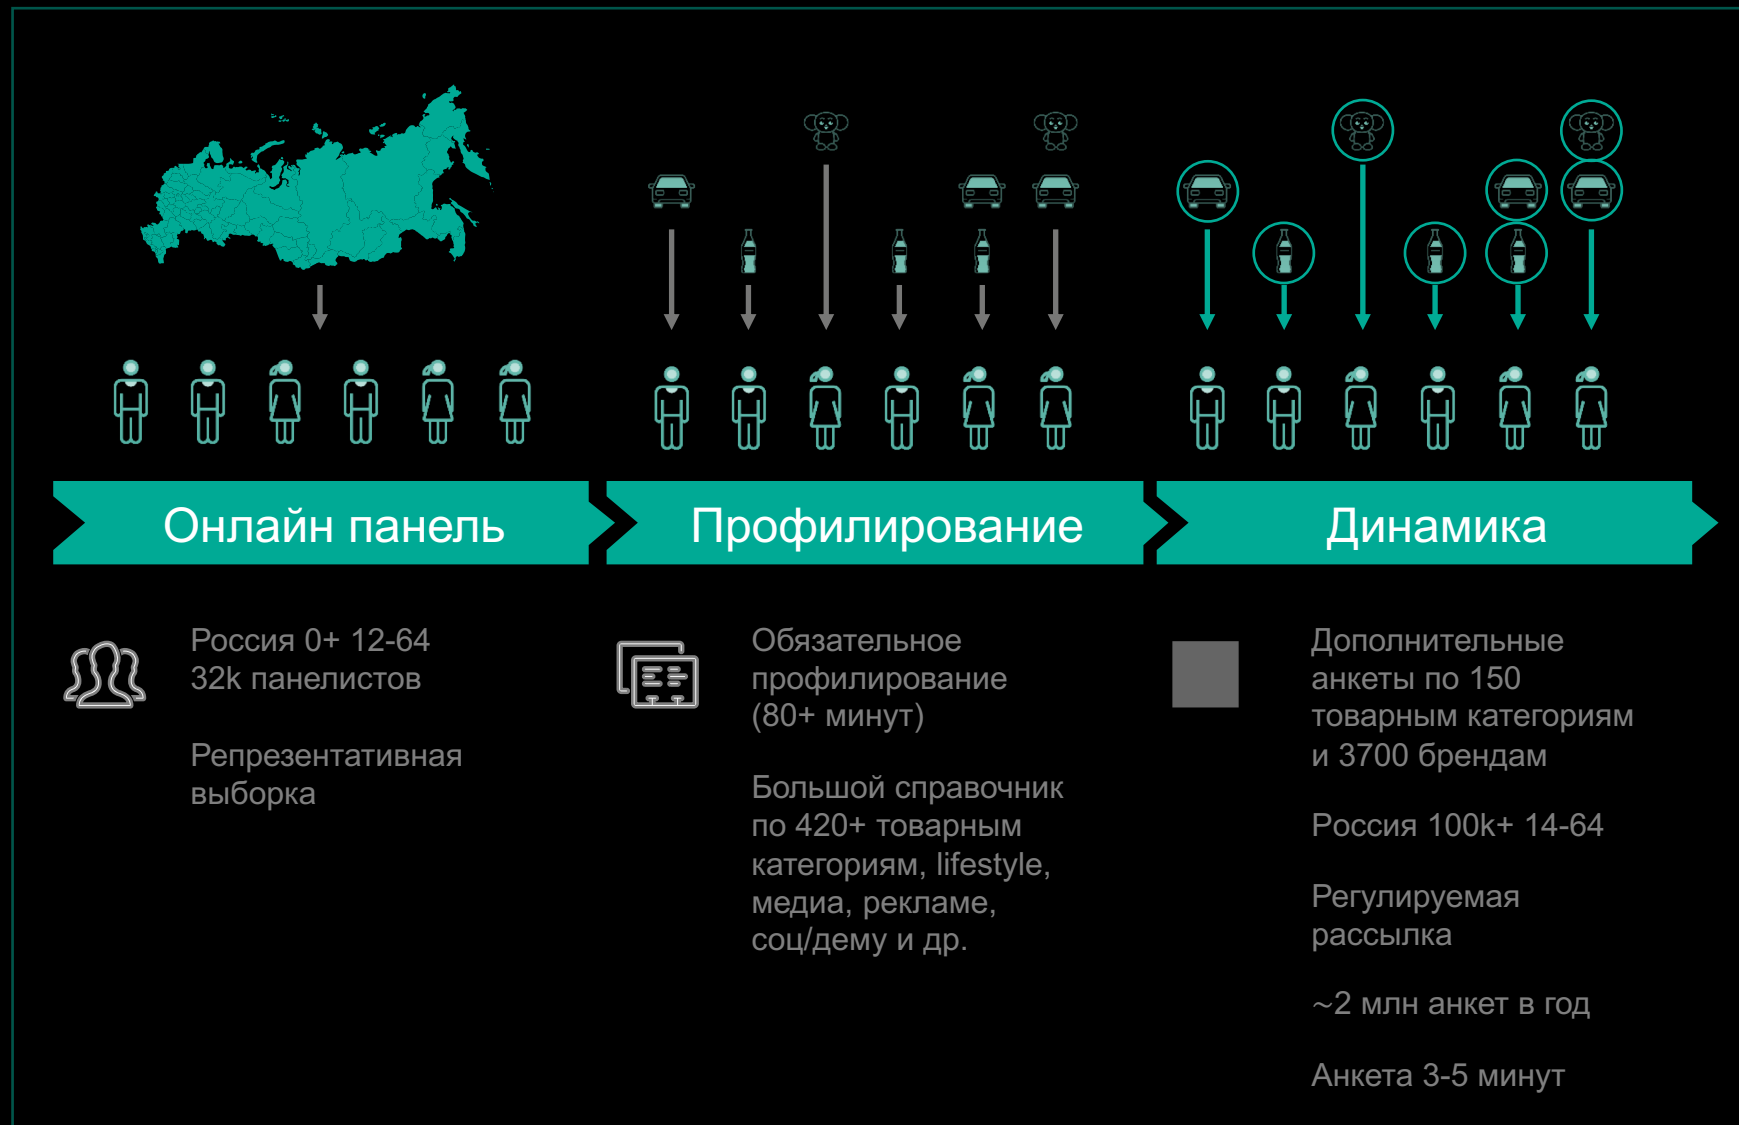 Онлайн панель
Профилирование
Динамика
Россия 0+ 12-64
32k панелистов
Репрезентативная
выборка
Обязательное
профилирование
(80+ минут)
Большой справочник
по 420+ товарным
категориям, lifestyle,
медиа, рекламе,
соц/дему и др.
Дополнительные
анкеты по 150
товарным категориям
и 3700 брендам
Россия 100k+ 14-64
Регулируемая
рассылка
~2 млн анкет в год
Анкета 3-5 минут